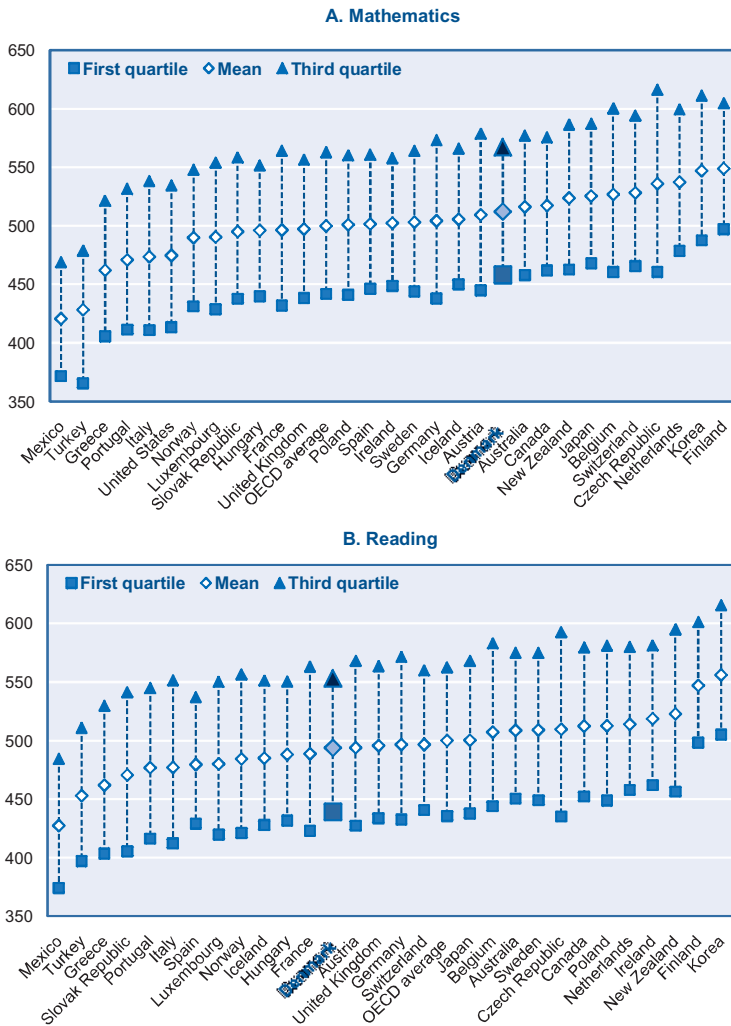 A. Mathematics
650
600
550
500
450
400
350
First quartile Mean Third quartile
Mexico
Turkey
Greece
Portugal
Italy
United States
Norway
Luxembourg
Slovak Republic
Hungary
France
United Kingdom
OECD average
Poland
Spain
Ireland
Sweden
Germany
Iceland
Austria
Australia
Canada
New Zealand
Japan
Belgium
Switzerland
Czech Republic
Netherlands
Korea
Finland
B. Reading
650
600
550
500
450
400
350
First quartile Mean Third quartile
Mexico
Turkey
Greece
Slovak Republic
Portugal
Italy
Spain
Luxembourg
Norway
Iceland
Hungary
France
Austria
United Kingdom
Germany
Switzerland
OECD average
Japan
Belgium
Australia
Sweden
Czech Republic
Canada
Poland
Netherlands
Ireland
New Zealand
Finland
Korea